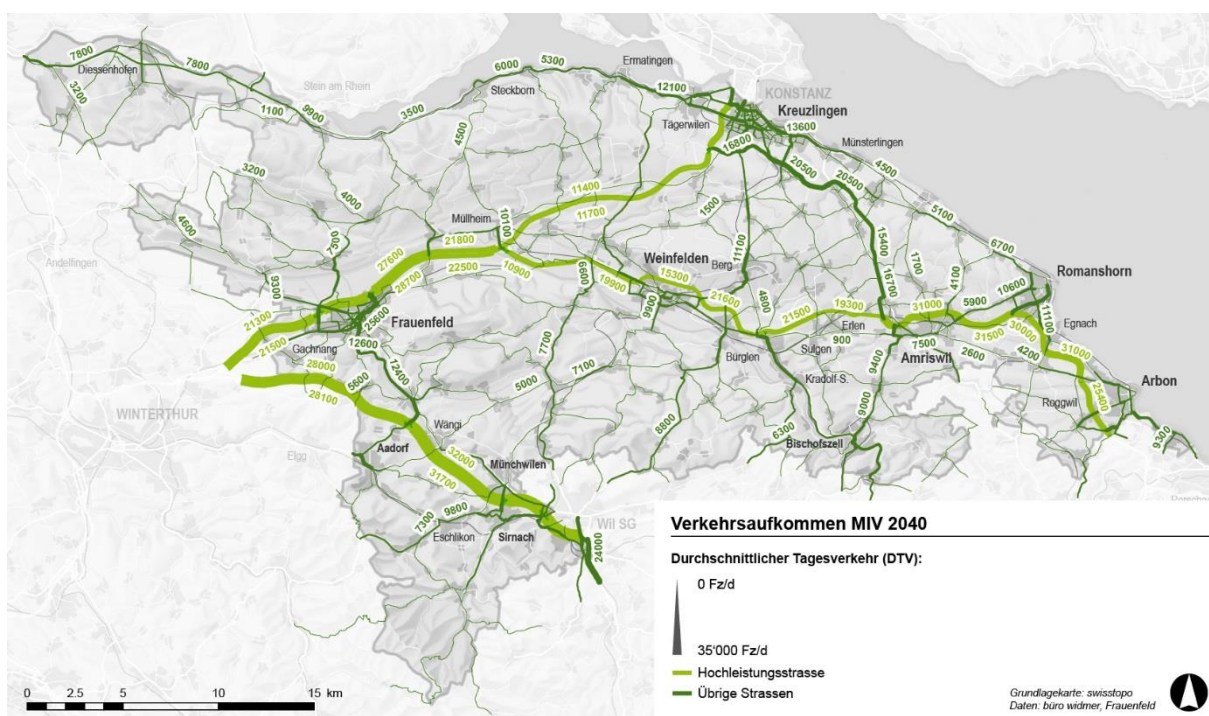 7800
Diessenhofen
7800
3200
Stein am Rhein
1100
9900
3500
6000
5300
Steckborn
4500
Ermatingen
12100
KONSTANZ
Kreuzlingen
Tägerwilen
13600
Münsterlingen
16800
20500
20500
4500
5100
6700
3200
4000
4600
7500
Andelfingen
9300
11400
11700
1500
Müllheim
10100
21800
27600
28700
22500
10900
Weinfelden
Berg
11100
6900
19900
15300
9900
21600
4800
15400
16700
1700
4100
Romanshorn
10600
5900
31000
11100
Egnach
21500
19300
Erlen
31500
30000
31000
21300
21500
Frauenfeld
25600
Gachnang
12600
12400
28000
28100
5600
7700
5000
7100
Bürglen
Sulgen
900
Kradolf-S.
7500
Amriswil
2600
4200
9400
9000
Arbon
Roggwil
25400
9300
WINTERTHUR
Elgg
Wängi
Aadorf
8800
6300
Bischofszell
32000
31700
Münchwilen
9800
7300
Eschlikon
Sirnach
WIL SG
24000
Verkehrsaufkommen MIV 2040
Durchschnittlicher Tagesverkehr (DTV):
0 Fz/d
35'000 Fz/d
Hochleistungsstrasse
Übrige Strassen
0 2.5 5 10 15 km
Grundlagekarte: swisstopo
Daten: büro widmer, Frauenfeld